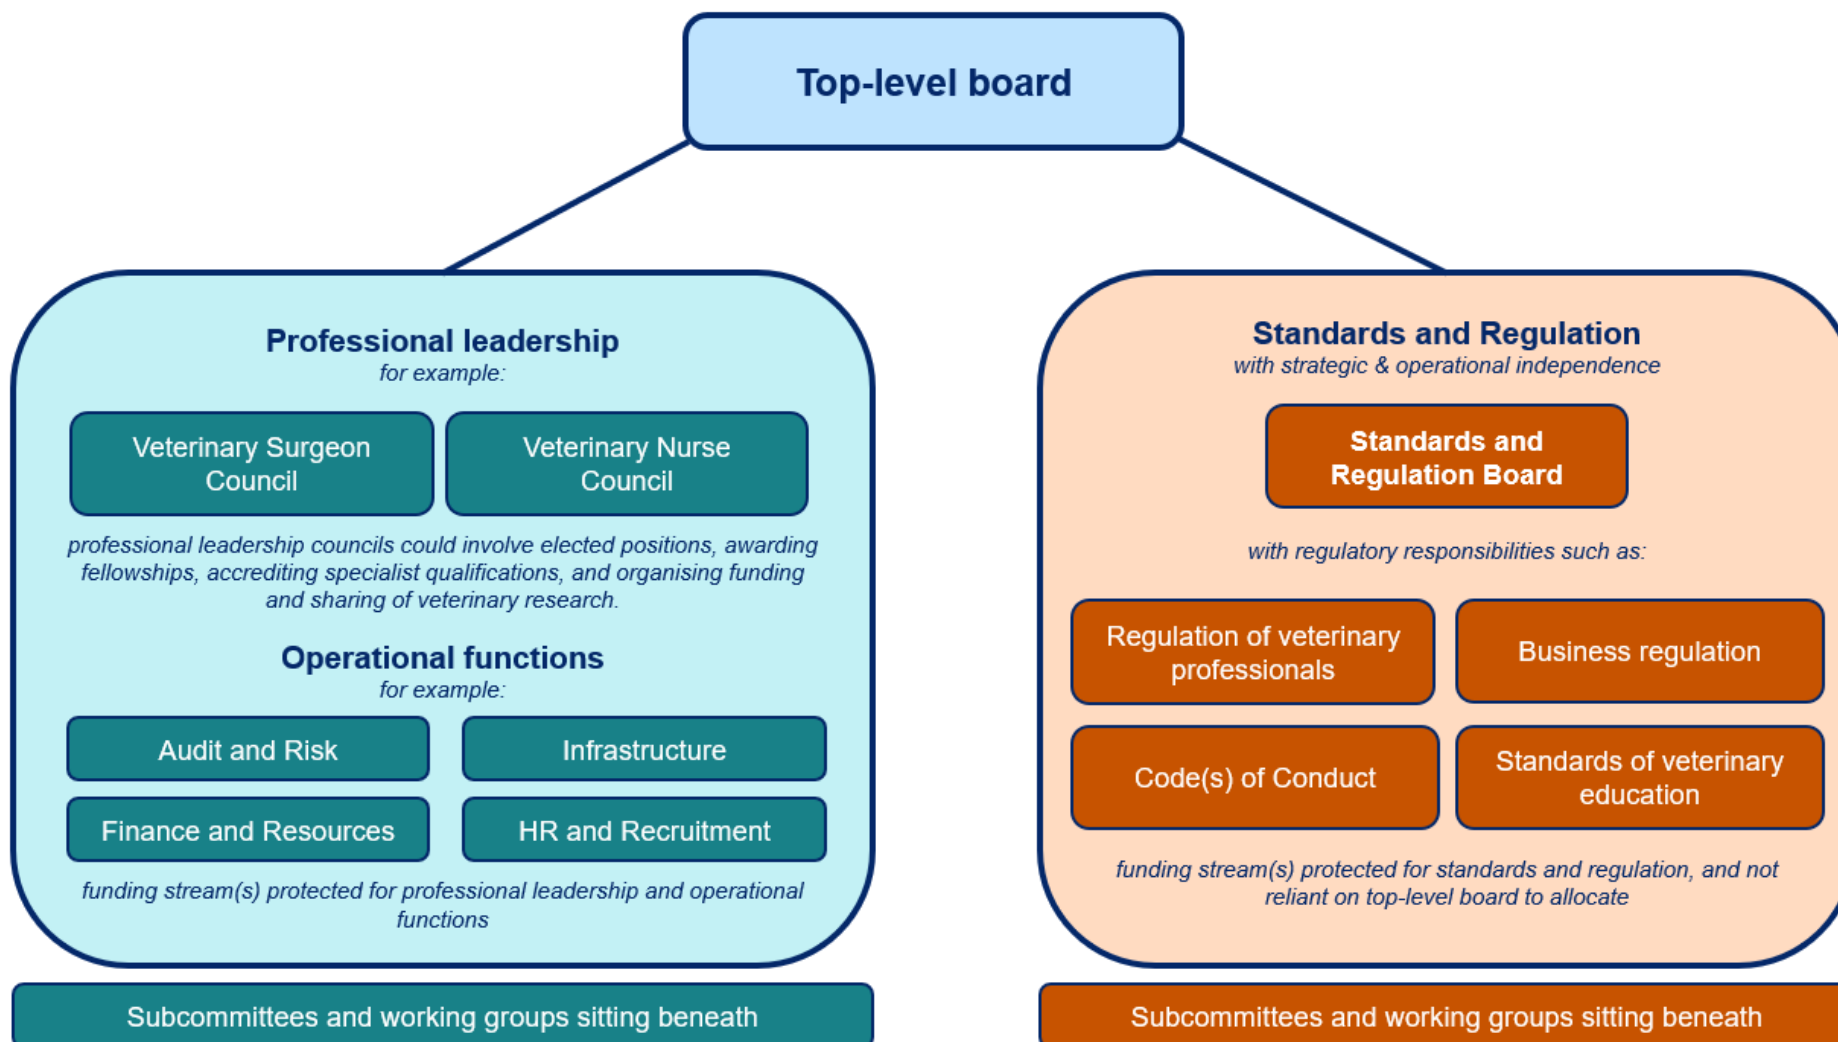 Top-level board
Professional leadership
for example:
Veterinary Surgeon
Council
Veterinary Nurse
Council
professional leadership councils could involve elected positions, awarding
fellowships, accrediting specialist qualifications, and organising funding
and sharing of veterinary research.
Operational functions
for example:
Audit and Risk
Infrastructure
Finance and Resources
HR and Recruitment
funding stream(s) protected for professional leadership and operational
functions
Subcommittees and working groups sitting beneath
Standards and Regulation
with strategic & operational independence
Standards and
Regulation Board
with regulatory responsibilities such as:
Regulation of veterinary
professionals
Business regulation
Code(s) of Conduct
Standards of veterinary
education
funding stream(s) protected for standards and regulation, and not
reliant on top-level board to allocate
Subcommittees and working groups sitting beneath